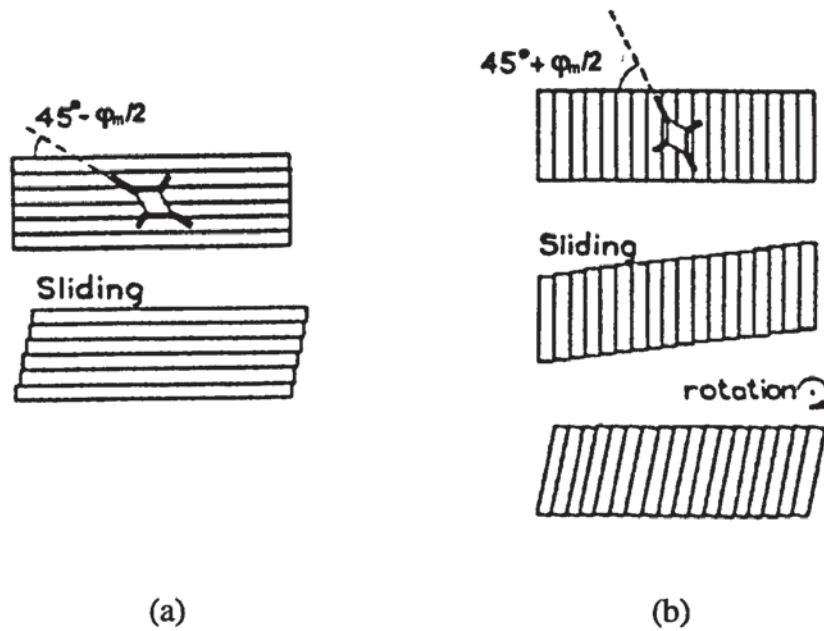 45° - φm/2
Sliding
(a)
45° + φm/2
Sliding
rotation
(b)